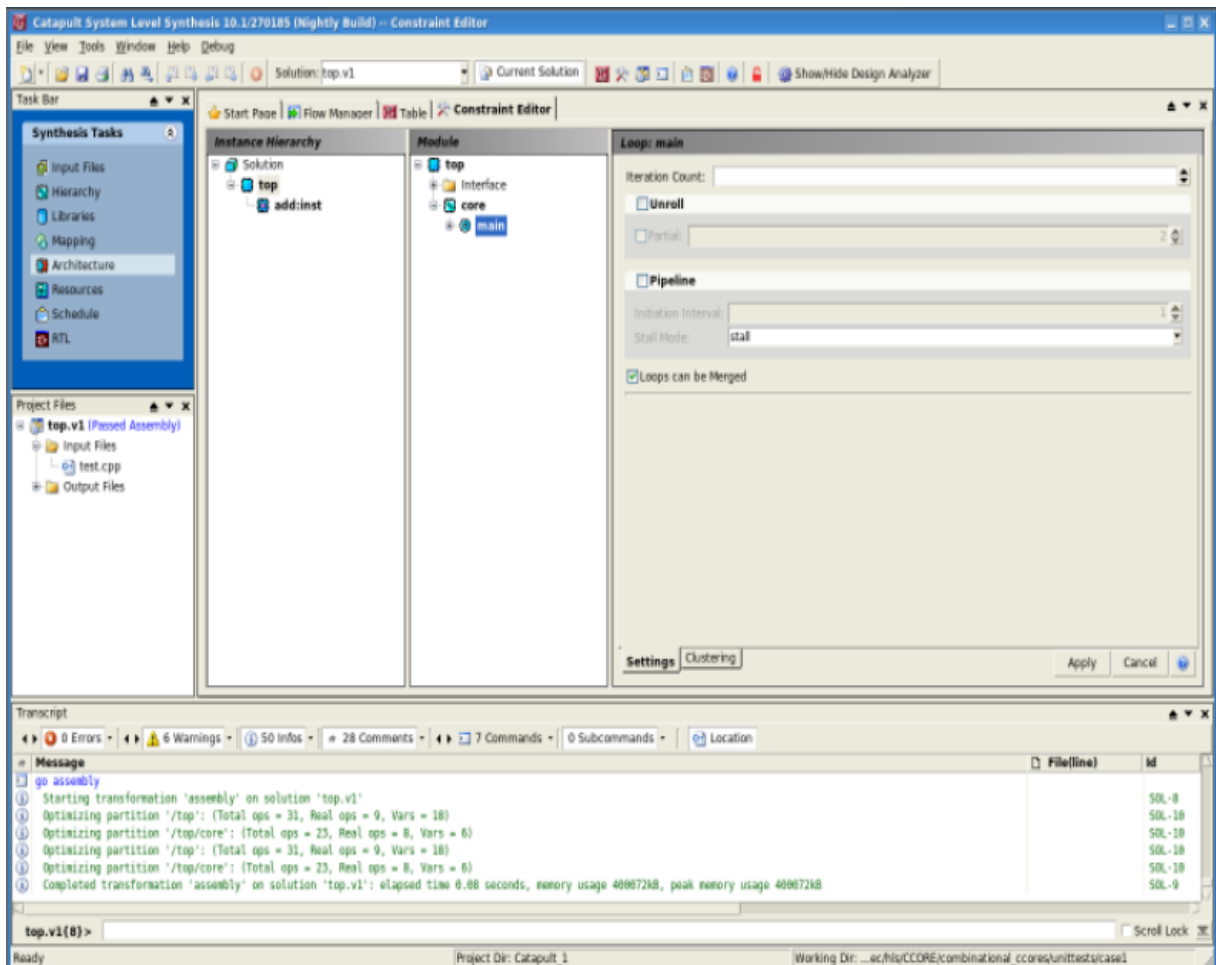 Catapult System Level Synthesis 10.1/270185 (Nightly Build) -- Constraint Editor
File View Tools Window Help Debug
Solution: top.v1 Current Solution Show/Hide Design Analyzer
Task Bar
Synthesis Tasks
Input Files
Hierarchy
Libraries
Mapping
Architecture
Resources
Schedule
RTL
Project Files
top.v1 (Passed Assembly)
Input Files
test.cpp
Output Files
Start Page Flow Manager Table Constraint Editor
Instance Hierarchy
Solution
top
add:inst
Module
top
Interface
core
main
Loop: main
Iteration Count:
Unroll
Partial: 2
Pipeline
Initiation Interval: 1
Stall Mode: stall
Loops can be Merged
Settings Clustering Apply Cancel
Transcript
0 Errors 6 Warnings 50 Infos # 28 Comments 7 Commands 0 Subcommands Location
Message File(line) Id
go assembly
Starting transformation 'assembly' on solution 'top.v1' SOL-8
Optimizing partition '/top': (Total ops = 31, Real ops = 9, Vars = 18) SOL-10
Optimizing partition '/top/core': (Total ops = 23, Real ops = 8, Vars = 6) SOL-10
Optimizing partition '/top': (Total ops = 31, Real ops = 9, Vars = 18) SOL-10
Optimizing partition '/top/core': (Total ops = 23, Real ops = 8, Vars = 6) SOL-10
Completed transformation 'assembly' on solution 'top.v1': elapsed time 0.08 seconds, memory usage 400072kB, peak memory usage 400072kB SOL-9
top.v1{8}> Scroll Lock
Ready Project Dir: Catapult_1 Working Dir: ...ec/hls/CCORE/combinational_ccores/unittests/case1